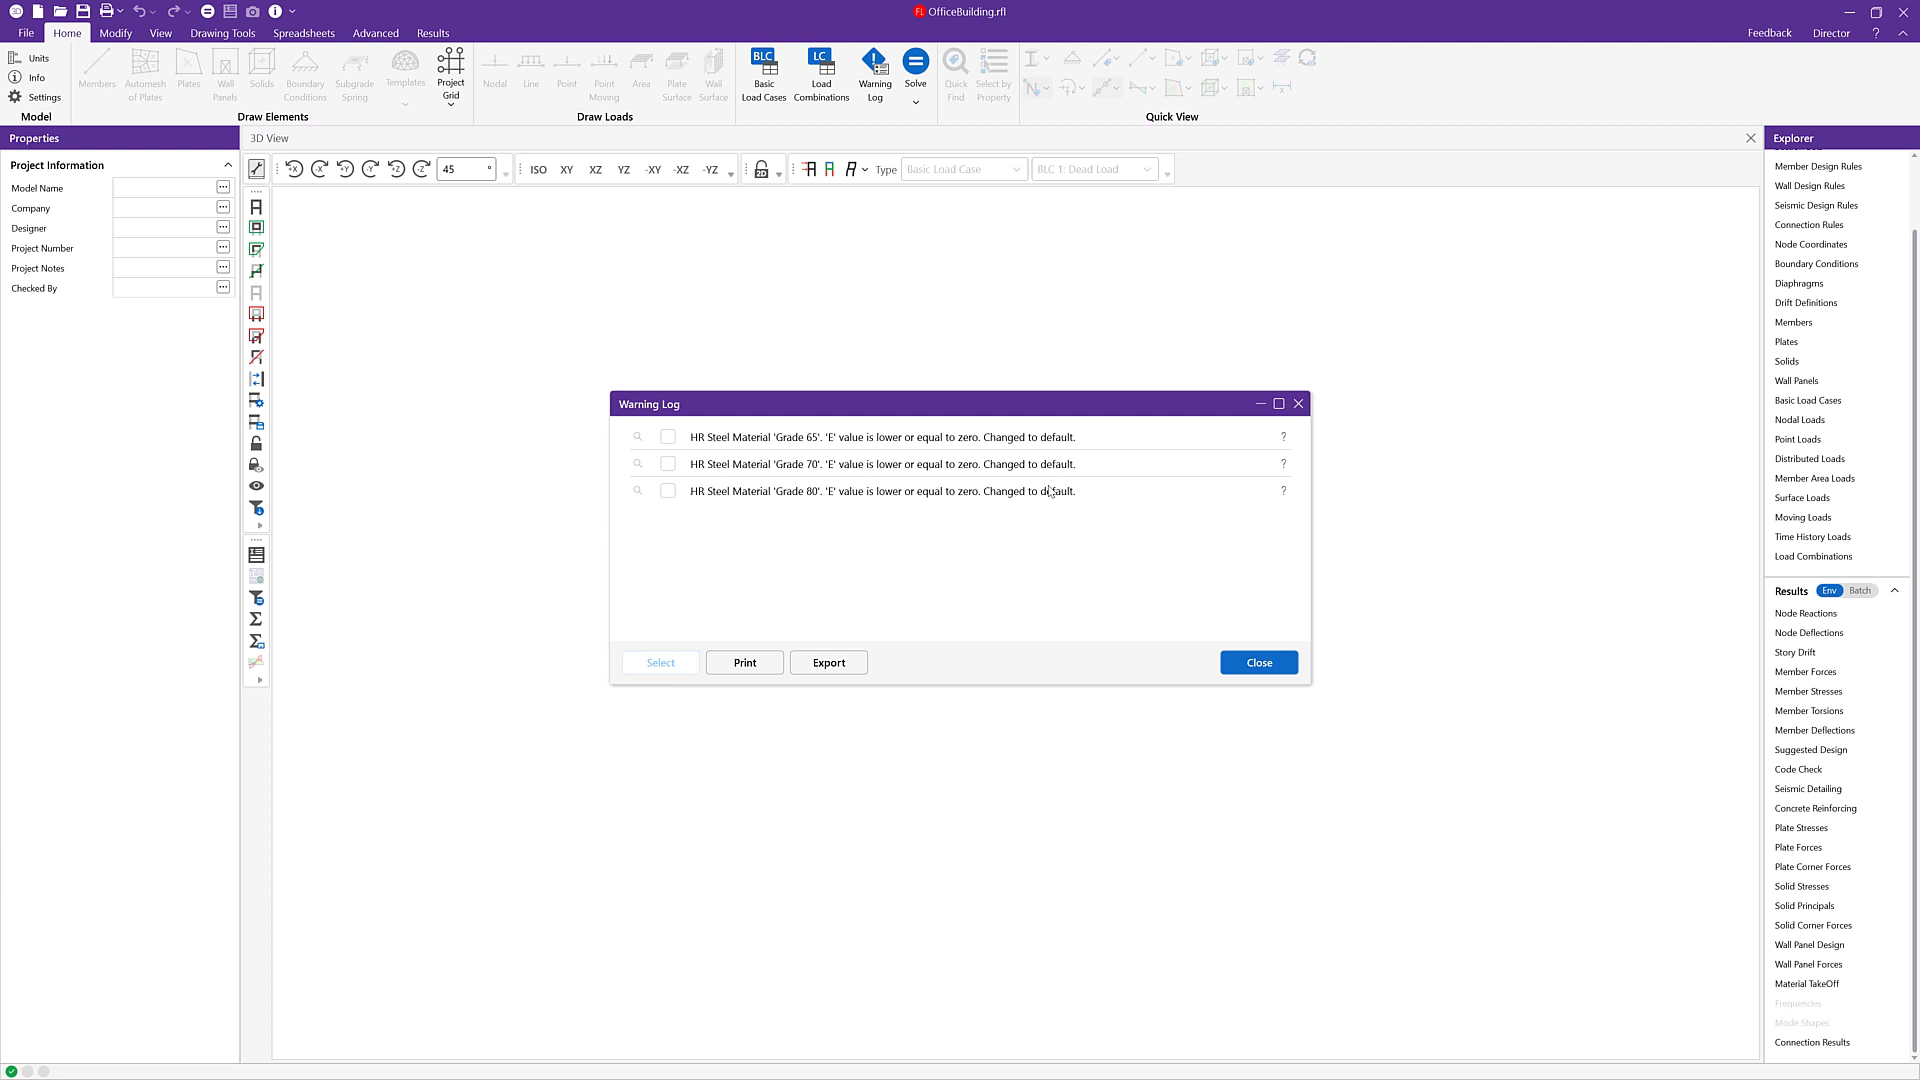 OfficeBuilding.rfl
File Home Modify View Drawing Tools Spreadsheets Advanced Results Feedback Director ?
Units
Info
Settings
Model
Members
Automesh of Plates
Plates
Wall Panels
Solids
Boundary Conditions
Subgrade Spring
Templates
Project Grid
Draw Elements
Nodal
Line
Point
Point Moving
Area
Plate Surface
Wall Surface
Draw Loads
BLC
Basic Load Cases
LC
Load Combinations
Warning Log
Solve
Quick Find
Select by Property
Quick View
Properties
Project Information
Model Name
Company
Designer
Project Number
Project Notes
Checked By
3D View
45 °
ISO XY XZ YZ -XY -XZ -YZ
2D
Type Basic Load Case BLC 1: Dead Load
Warning Log
HR Steel Material 'Grade 65'. 'E' value is lower or equal to zero. Changed to default. ?
HR Steel Material 'Grade 70'. 'E' value is lower or equal to zero. Changed to default. ?
HR Steel Material 'Grade 80'. 'E' value is lower or equal to zero. Changed to default. ?
Select Print Export Close
Explorer
Member Design Rules
Wall Design Rules
Seismic Design Rules
Connection Rules
Node Coordinates
Boundary Conditions
Diaphragms
Drift Definitions
Members
Plates
Solids
Wall Panels
Basic Load Cases
Nodal Loads
Point Loads
Distributed Loads
Member Area Loads
Surface Loads
Moving Loads
Time History Loads
Load Combinations
Results Env Batch
Node Reactions
Node Deflections
Story Drift
Member Forces
Member Stresses
Member Torsions
Member Deflections
Suggested Design
Code Check
Seismic Detailing
Concrete Reinforcing
Plate Stresses
Plate Forces
Plate Corner Forces
Solid Stresses
Solid Principals
Solid Corner Forces
Wall Panel Design
Wall Panel Forces
Material TakeOff
Frequencies
Mode Shapes
Connection Results